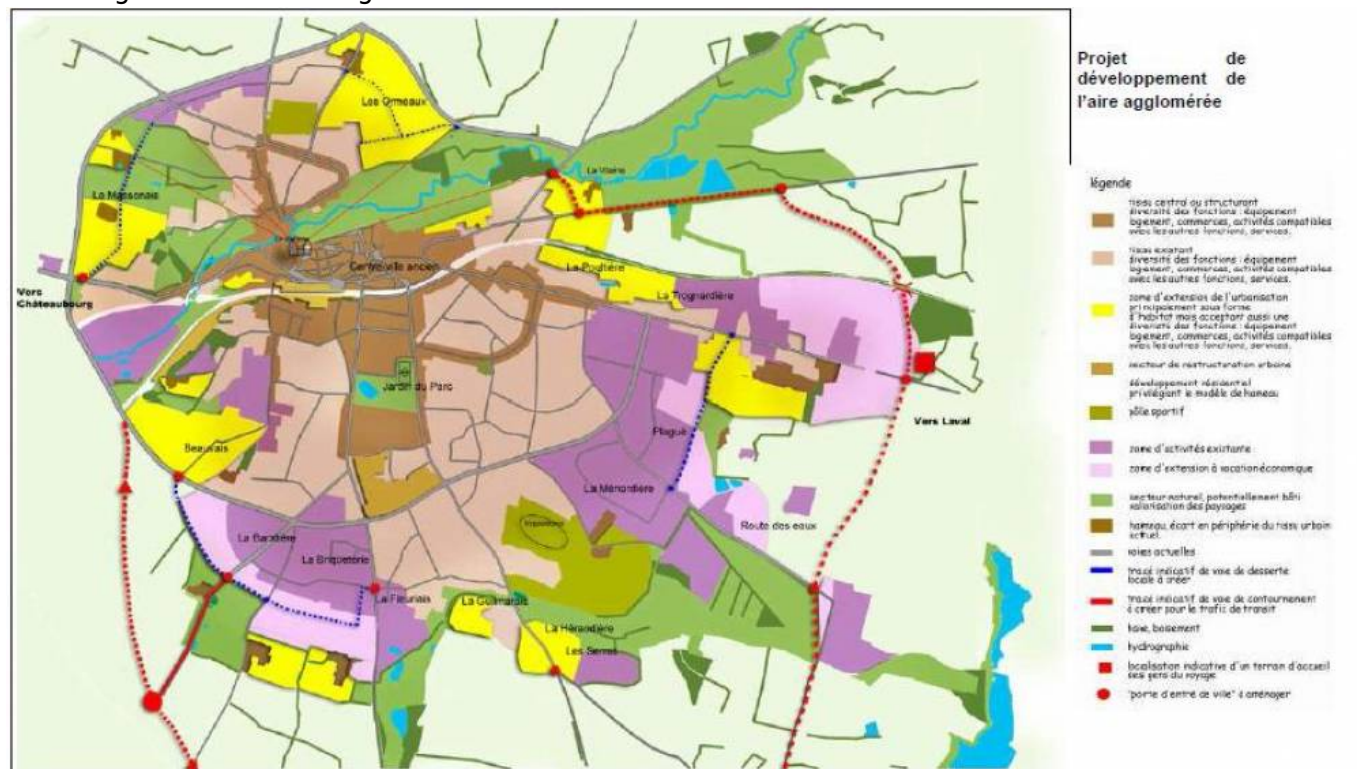 Projet de
développement de
l'aire agglomérée
légende
tissu central ou structurant
diversité des fonctions : équipement
logement, commerces, activités compatibles
avec les autres fonctions, services.
tissu existant
diversité des fonctions : équipement
logement, commerces, activités compatibles
avec les autres fonctions, services.
zone d'extension de l'urbanisation
principalement sous forme
d'habitat mais acceptant aussi une
diversité des fonctions : équipement
logement, commerces, activités compatibles
avec les autres fonctions, services.
secteur de restructuration urbaine
développement résidentiel
privilégiant le modèle de hameau
pôle sportif
zone d'activités existante
zone d'extension à vocation économique
secteur naturel, potentiellement bâti
valorisation des paysages
hameau, écart en périphérie du tissu urbain
actuel
voies actuelles
tracé indicatif de voie de desserte
locale à créer
tracé indicatif de voie de contournement
à créer pour le trafic de transit
haie, boisement
hydrographie
localisation indicative d'un terrain d'accueil
des gens du voyage
"porte d'entré de ville" à aménager
Les Ormeaux
La Massonais
La Vilaine
Centre ville ancien
La Poultière
Vers
Châteaubourg
La Trognardière
Jardin du Parc
Vers Laval
Beauvais
Plagué
La Mériardière
Route des eaux
La Baratière
La Briqueterie
La Fleuriais
La Guilmarais
La Hérandière
Les Serres